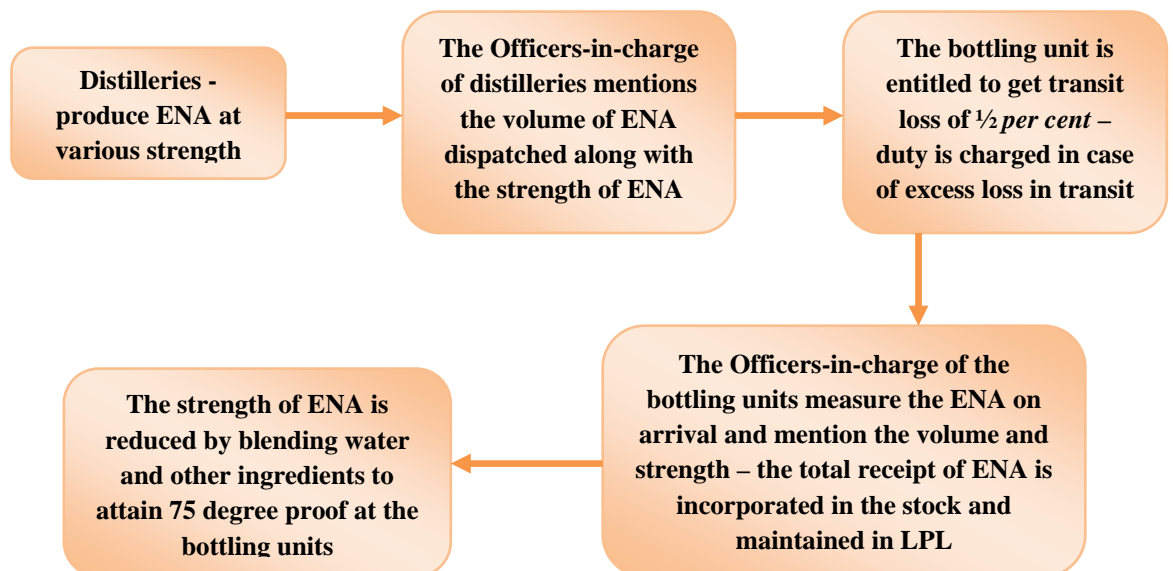 Distilleries -
produce ENA at
various strength
The Officers-in-charge
of distilleries mentions
the volume of ENA
dispatched along with
the strength of ENA
The bottling unit is
entitled to get transit
loss of ½ per cent –
duty is charged in case
of excess loss in transit
The Officers-in-charge of the
bottling units measure the ENA on
arrival and mention the volume and
strength – the total receipt of ENA is
incorporated in the stock and
maintained in LPL
The strength of ENA is
reduced by blending water
and other ingredients to
attain 75 degree proof at the
bottling units